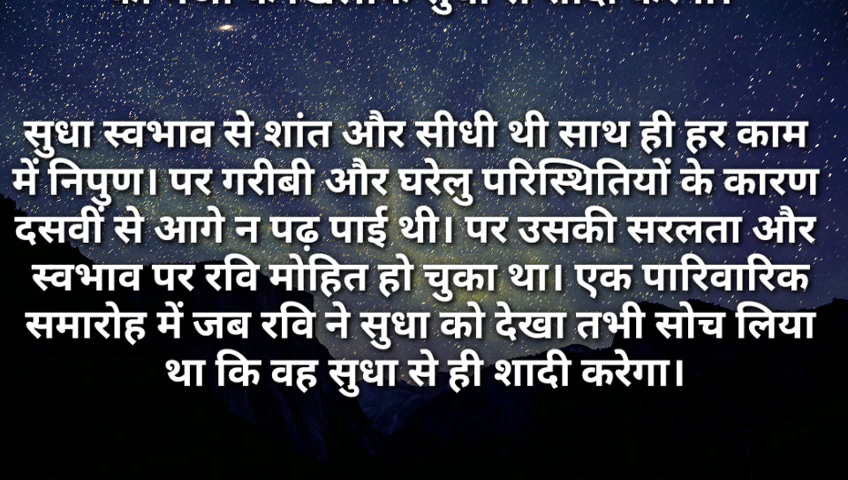 सुधा स्वभाव से शांत और सीधी थी साथ ही हर काम
में निपुण। पर गरीबी और घरेलु परिस्थितियों के कारण
दसवीं से आगे न पढ़ पाई थी। पर उसकी सरलता और
स्वभाव पर रवि मोहित हो चुका था। एक पारिवारिक
समारोह में जब रवि ने सुधा को देखा तभी सोच लिया
था कि वह सुधा से ही शादी करेगा।